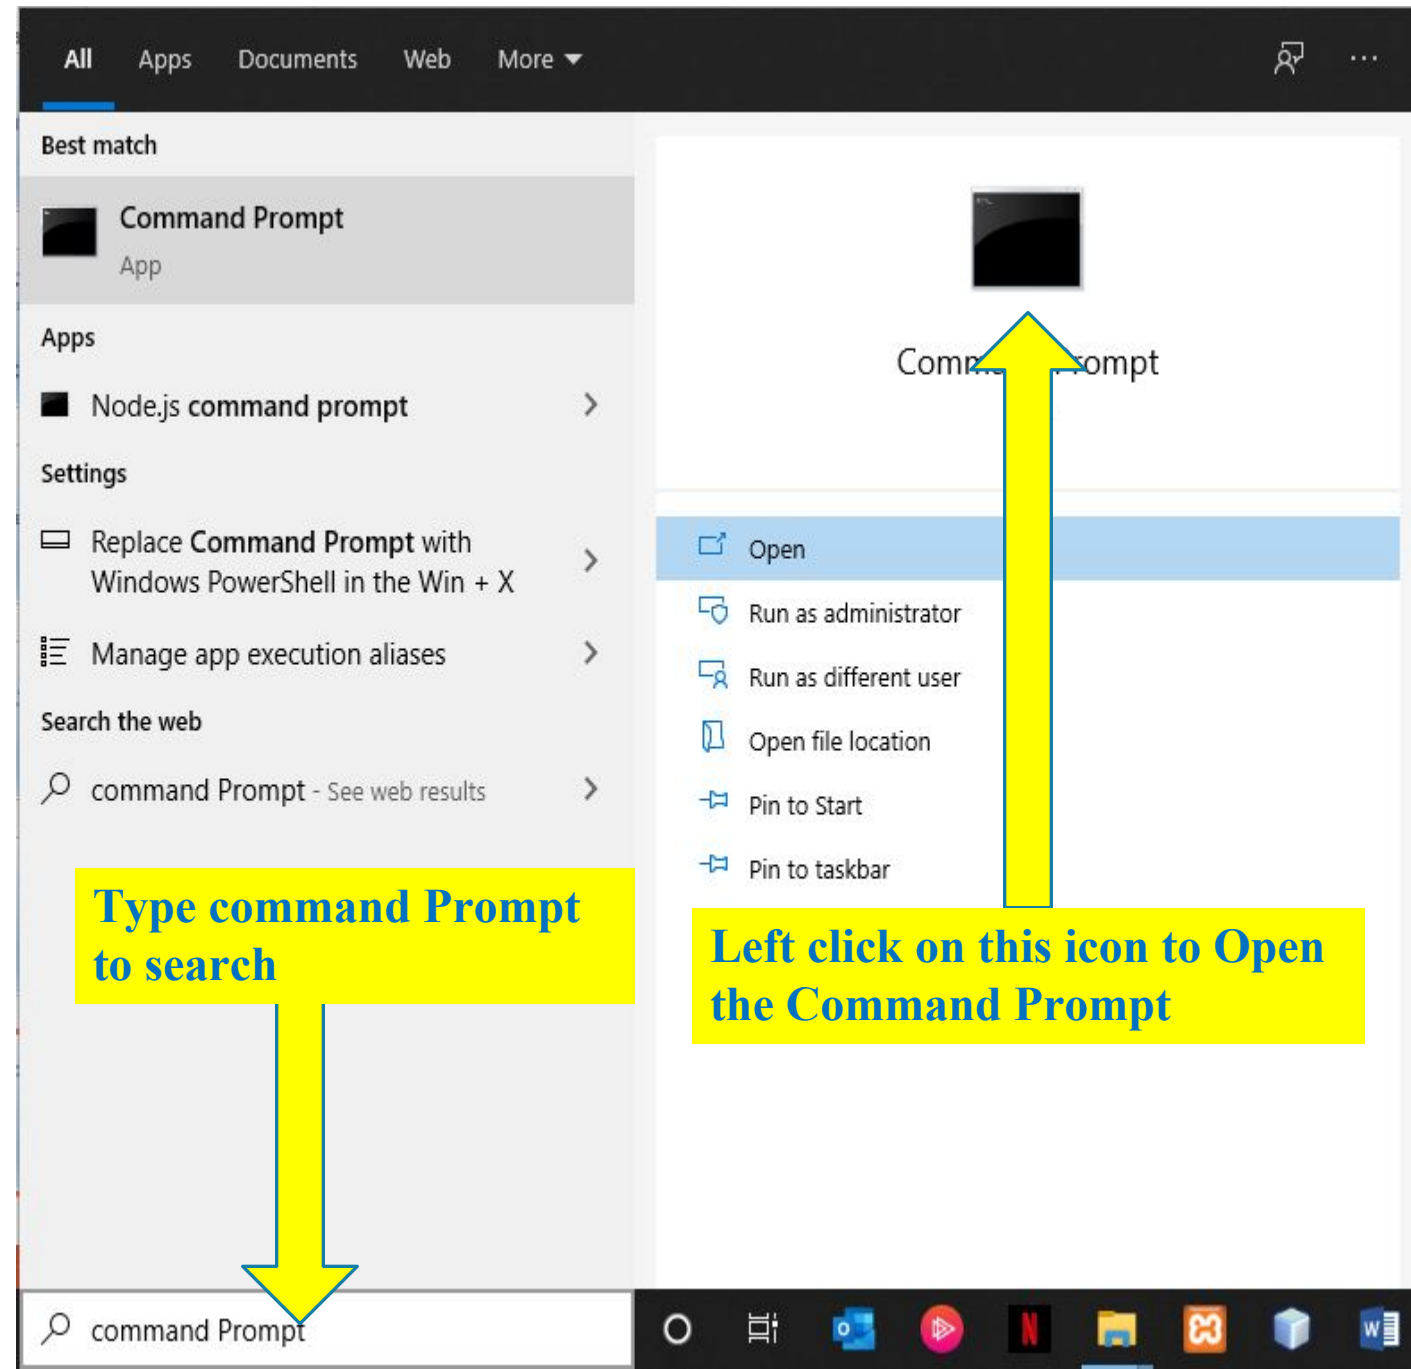 All Apps Documents Web More
Best match
Command Prompt
App
Apps
Node.js command prompt
Settings
Replace Command Prompt with
Windows PowerShell in the Win + X
Manage app execution aliases
Search the web
command Prompt - See web results
Type command Prompt
to search
command Prompt
Comm rompt
Open
Run as administrator
Run as different user
Open file location
Pin to Start
Pin to taskbar
Left click on this icon to Open
the Command Prompt